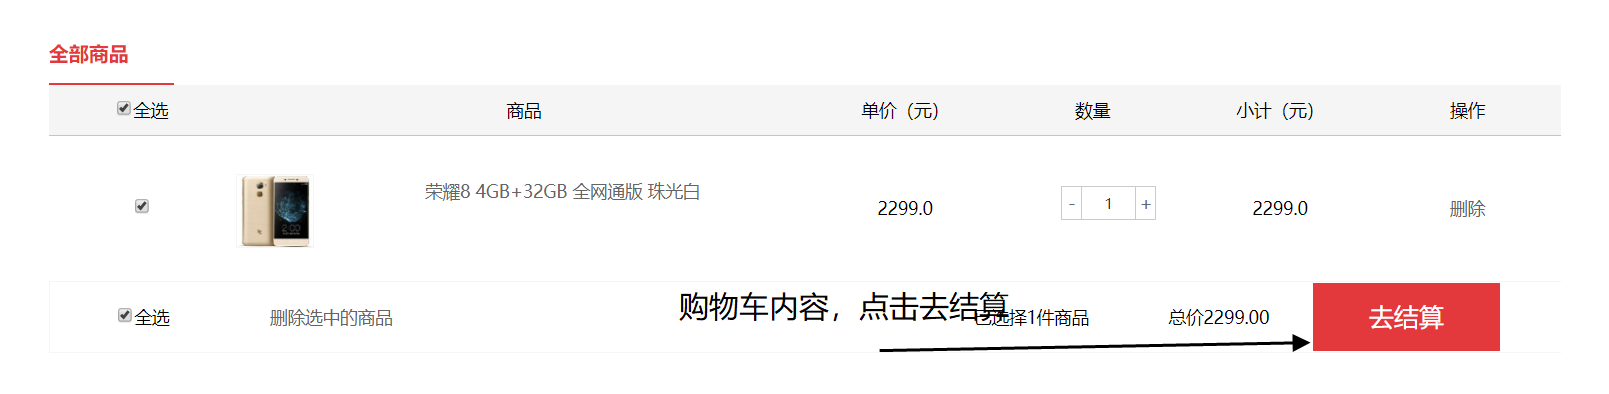 全部商品
全选 商品 单价（元） 数量 小计（元） 操作
荣耀8 4GB+32GB 全网通版 珠光白 2299.0 - 1 + 2299.0 删除
购物车内容，点击去结算
全选 删除选中的商品 已选择1件商品 总价2299.00 去结算